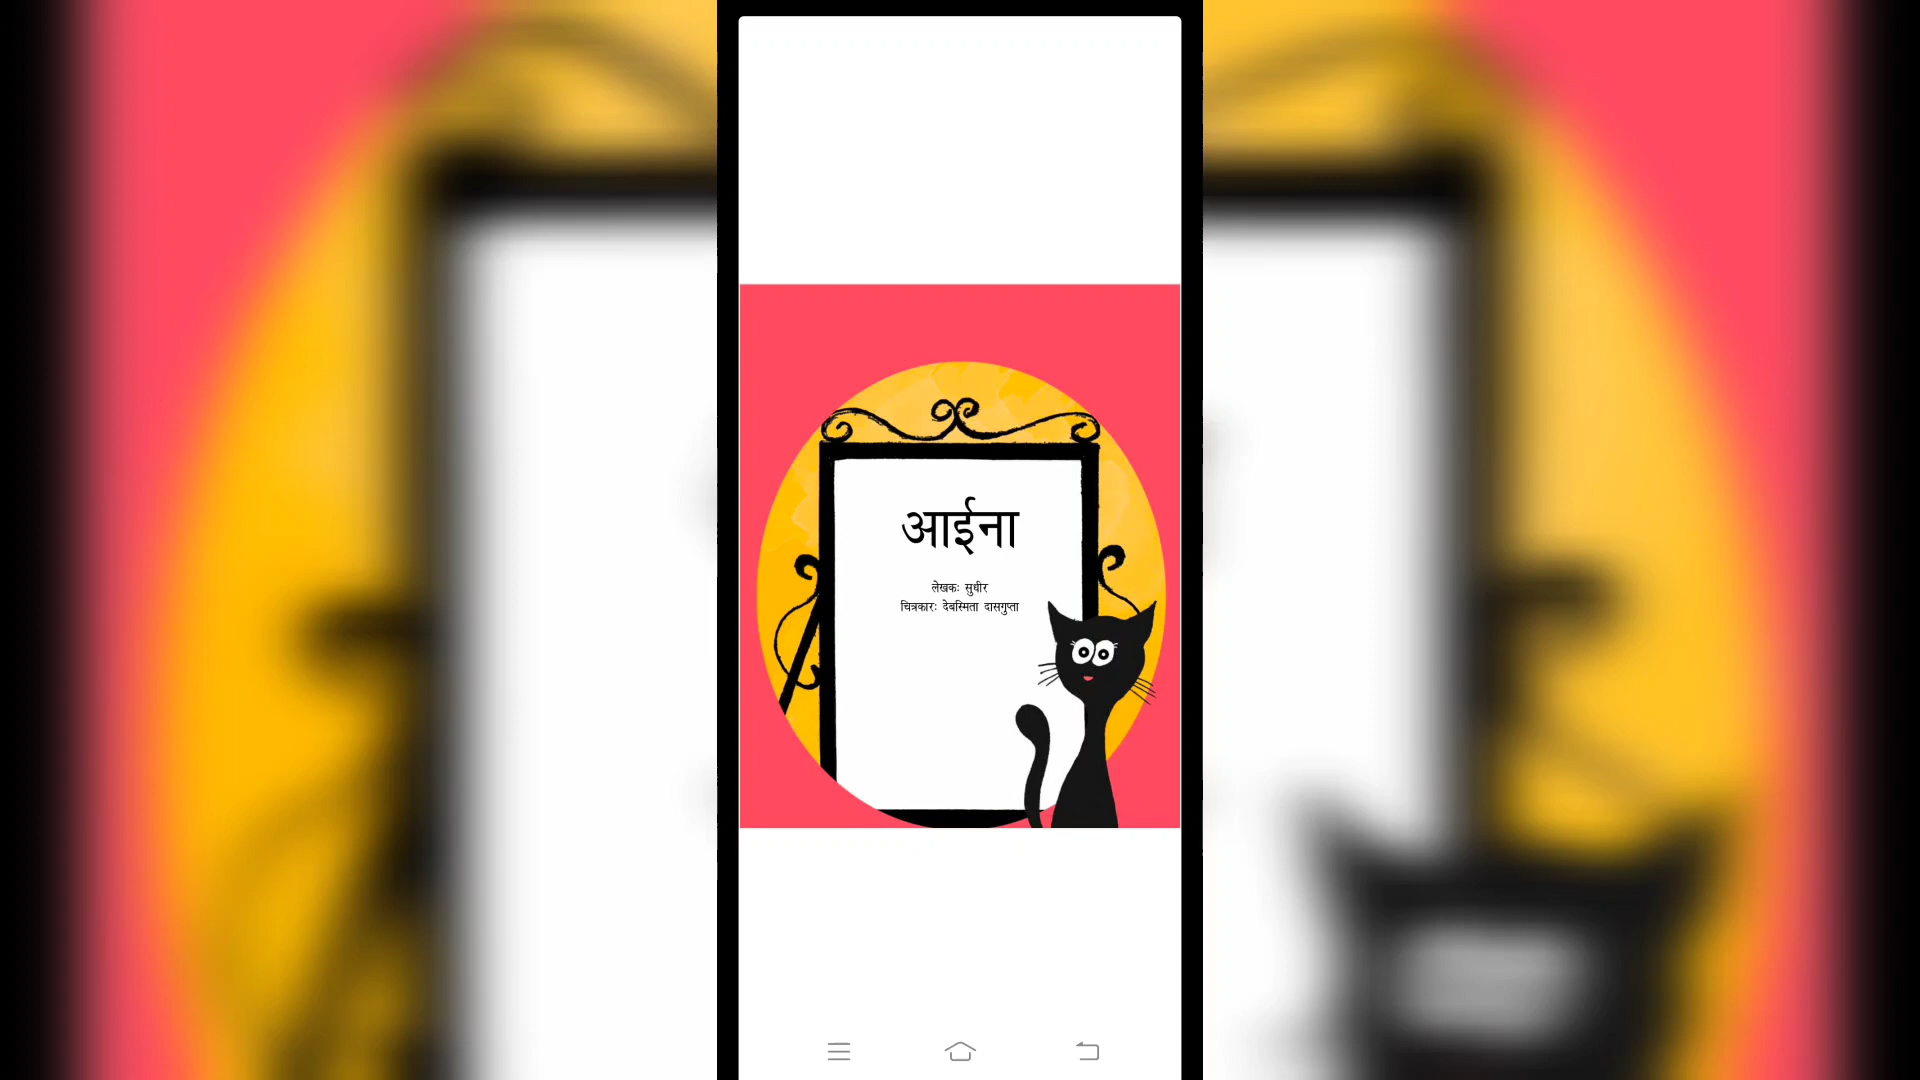 आईना
लेखकः सुधीर
चित्रकारः देबस्मिता दासगुप्ता